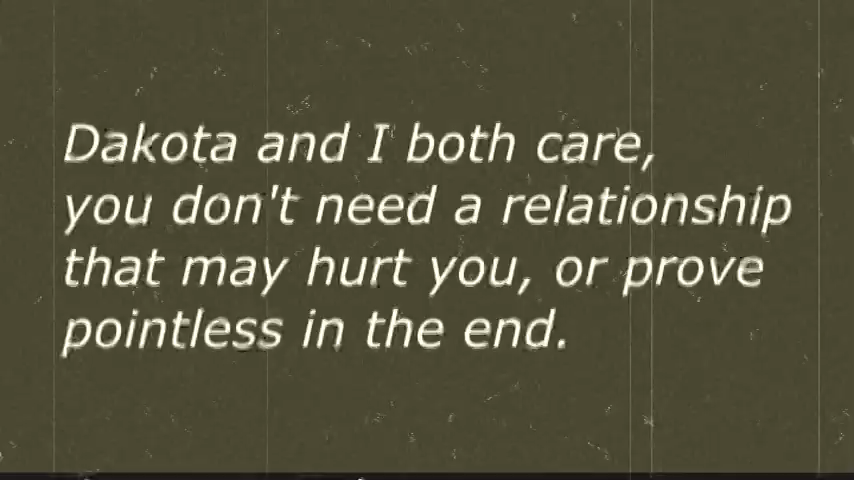 Dakota and I both care,
you don't need a relationship
that may hurt you, or prove
pointless in the end.